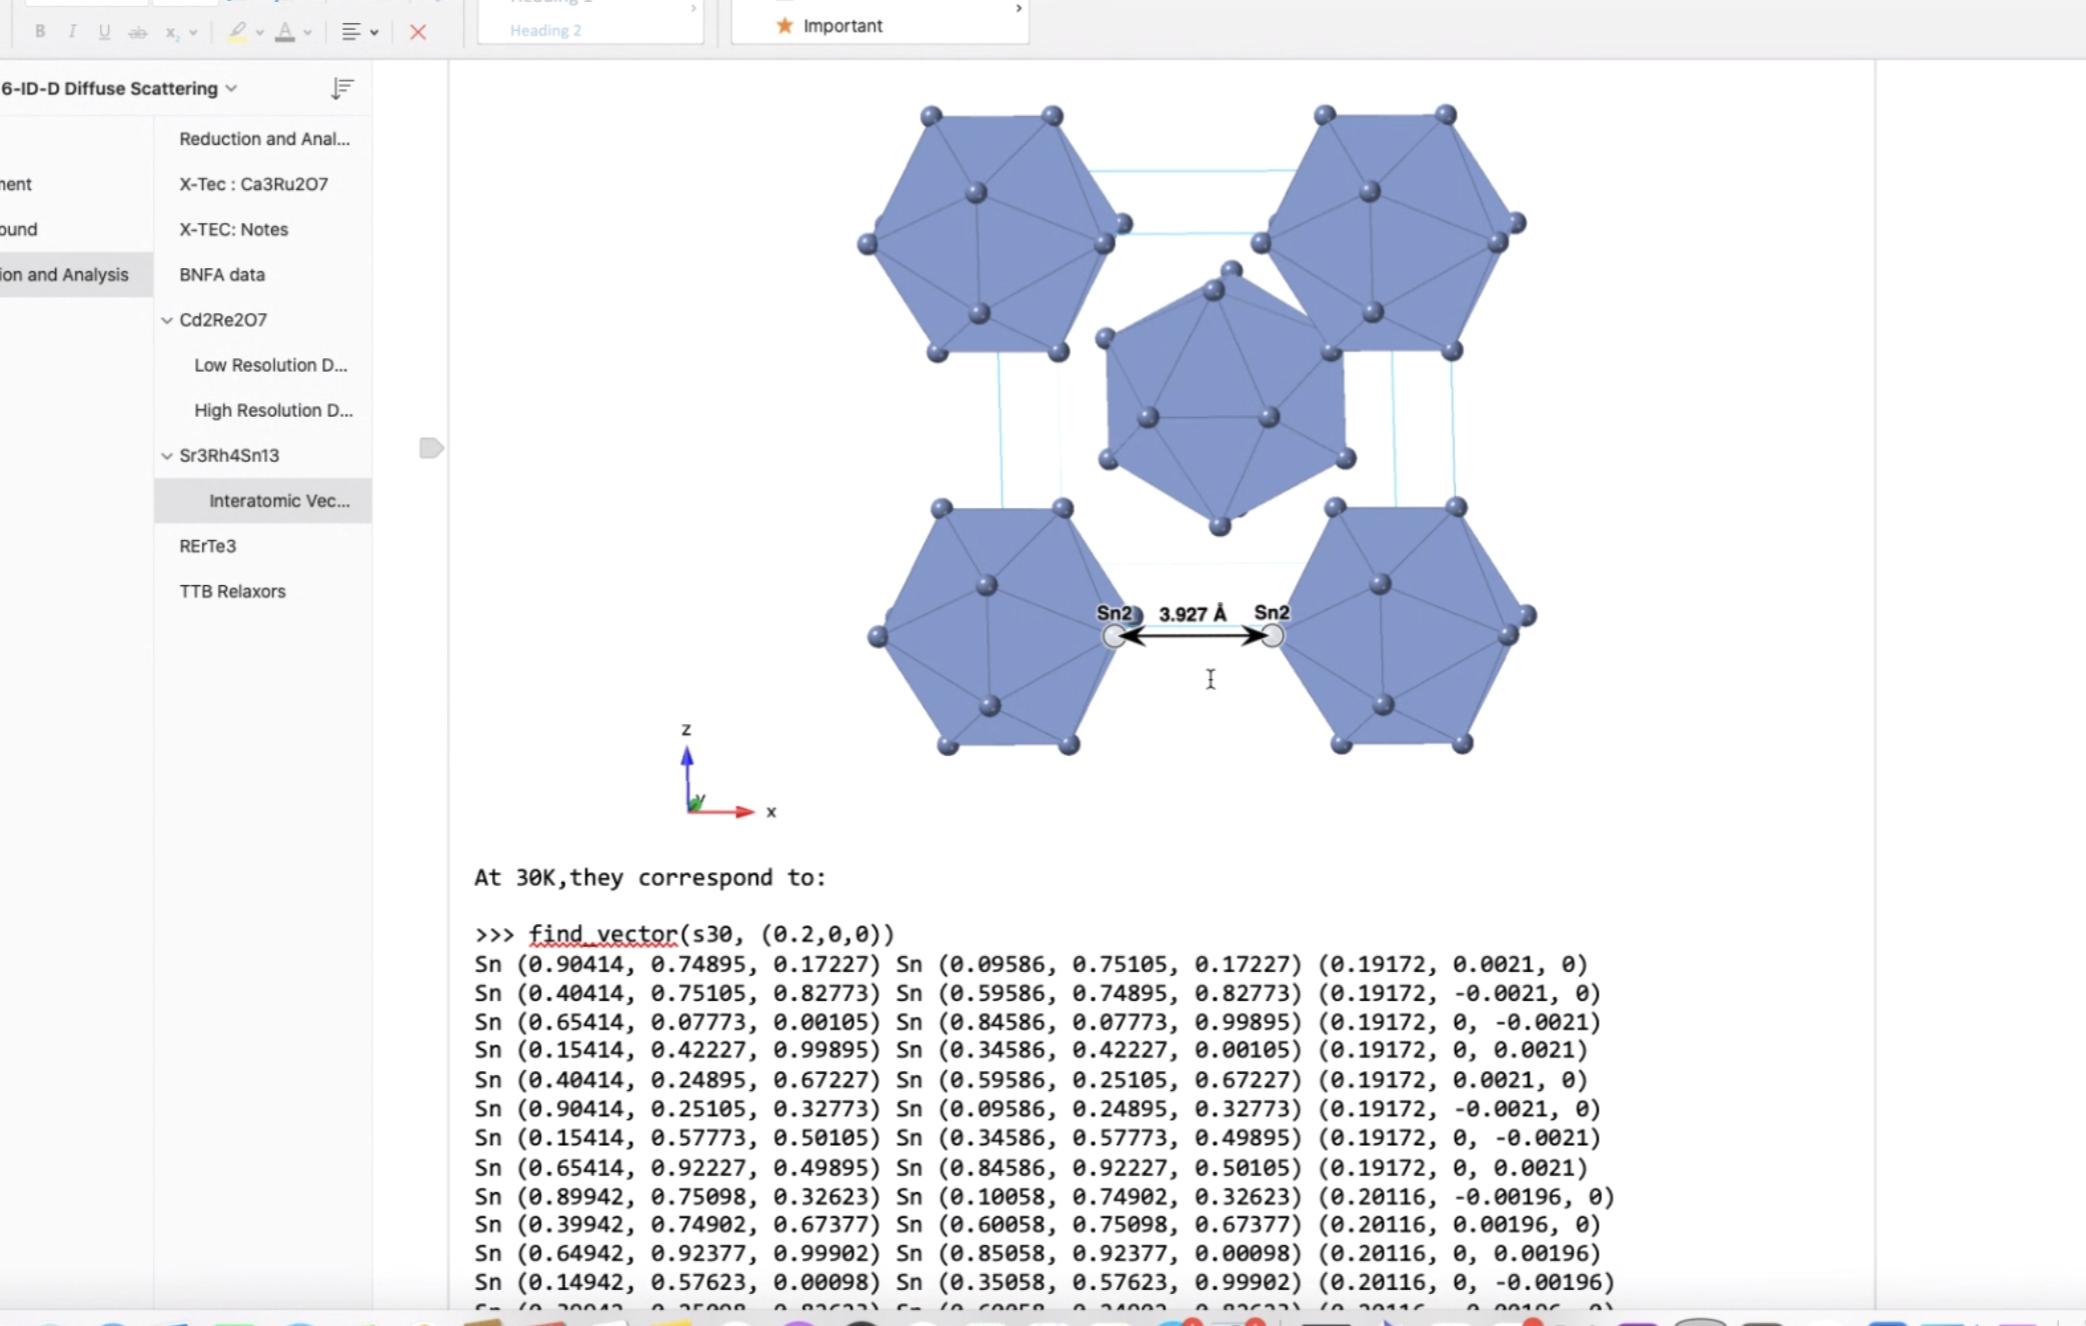 Heading 1
B I U ab x₂ A
Heading 2
Important
6-ID-D Diffuse Scattering
Reduction and Anal...
ment
X-Tec : Ca3Ru2O7
ound
X-TEC: Notes
ion and Analysis
BNFA data
Cd2Re2O7
Low Resolution D...
High Resolution D...
Sr3Rh4Sn13
Interatomic Vec...
RErTe3
TTB Relaxors
Sn2 3.927 Å Sn2
z
y
x
At 30K,they correspond to:
>>> find_vector(s30, (0.2,0,0))
Sn (0.90414, 0.74895, 0.17227) Sn (0.09586, 0.75105, 0.17227) (0.19172, 0.0021, 0)
Sn (0.40414, 0.75105, 0.82773) Sn (0.59586, 0.74895, 0.82773) (0.19172, -0.0021, 0)
Sn (0.65414, 0.07773, 0.00105) Sn (0.84586, 0.07773, 0.99895) (0.19172, 0, -0.0021)
Sn (0.15414, 0.42227, 0.99895) Sn (0.34586, 0.42227, 0.00105) (0.19172, 0, 0.0021)
Sn (0.40414, 0.24895, 0.67227) Sn (0.59586, 0.25105, 0.67227) (0.19172, 0.0021, 0)
Sn (0.90414, 0.25105, 0.32773) Sn (0.09586, 0.24895, 0.32773) (0.19172, -0.0021, 0)
Sn (0.15414, 0.57773, 0.50105) Sn (0.34586, 0.57773, 0.49895) (0.19172, 0, -0.0021)
Sn (0.65414, 0.92227, 0.49895) Sn (0.84586, 0.92227, 0.50105) (0.19172, 0, 0.0021)
Sn (0.89942, 0.75098, 0.32623) Sn (0.10058, 0.74902, 0.32623) (0.20116, -0.00196, 0)
Sn (0.39942, 0.74902, 0.67377) Sn (0.60058, 0.75098, 0.67377) (0.20116, 0.00196, 0)
Sn (0.64942, 0.92377, 0.99902) Sn (0.85058, 0.92377, 0.00098) (0.20116, 0, 0.00196)
Sn (0.14942, 0.57623, 0.00098) Sn (0.35058, 0.57623, 0.99902) (0.20116, 0, -0.00196)